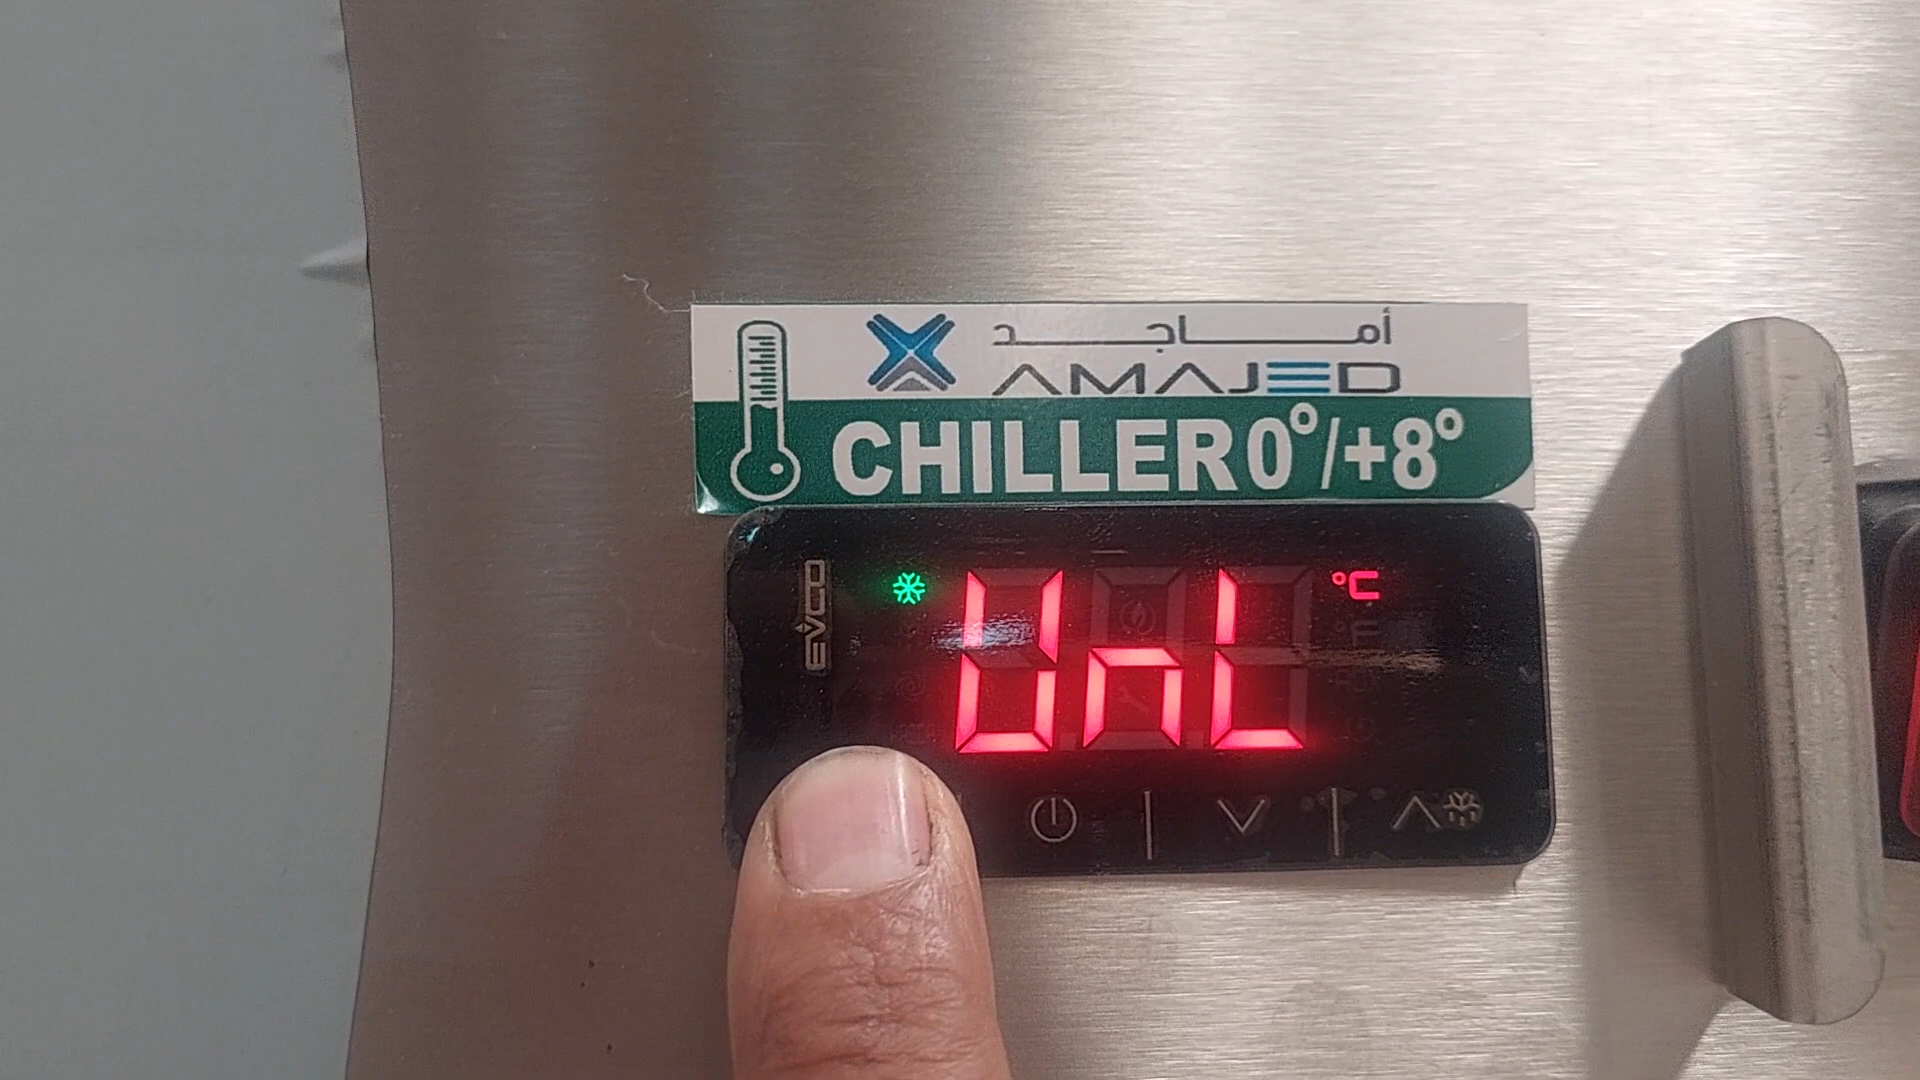 أماجد
AMAJED
CHILLER 0°/+8°
EVCO
UnL
°C
°F